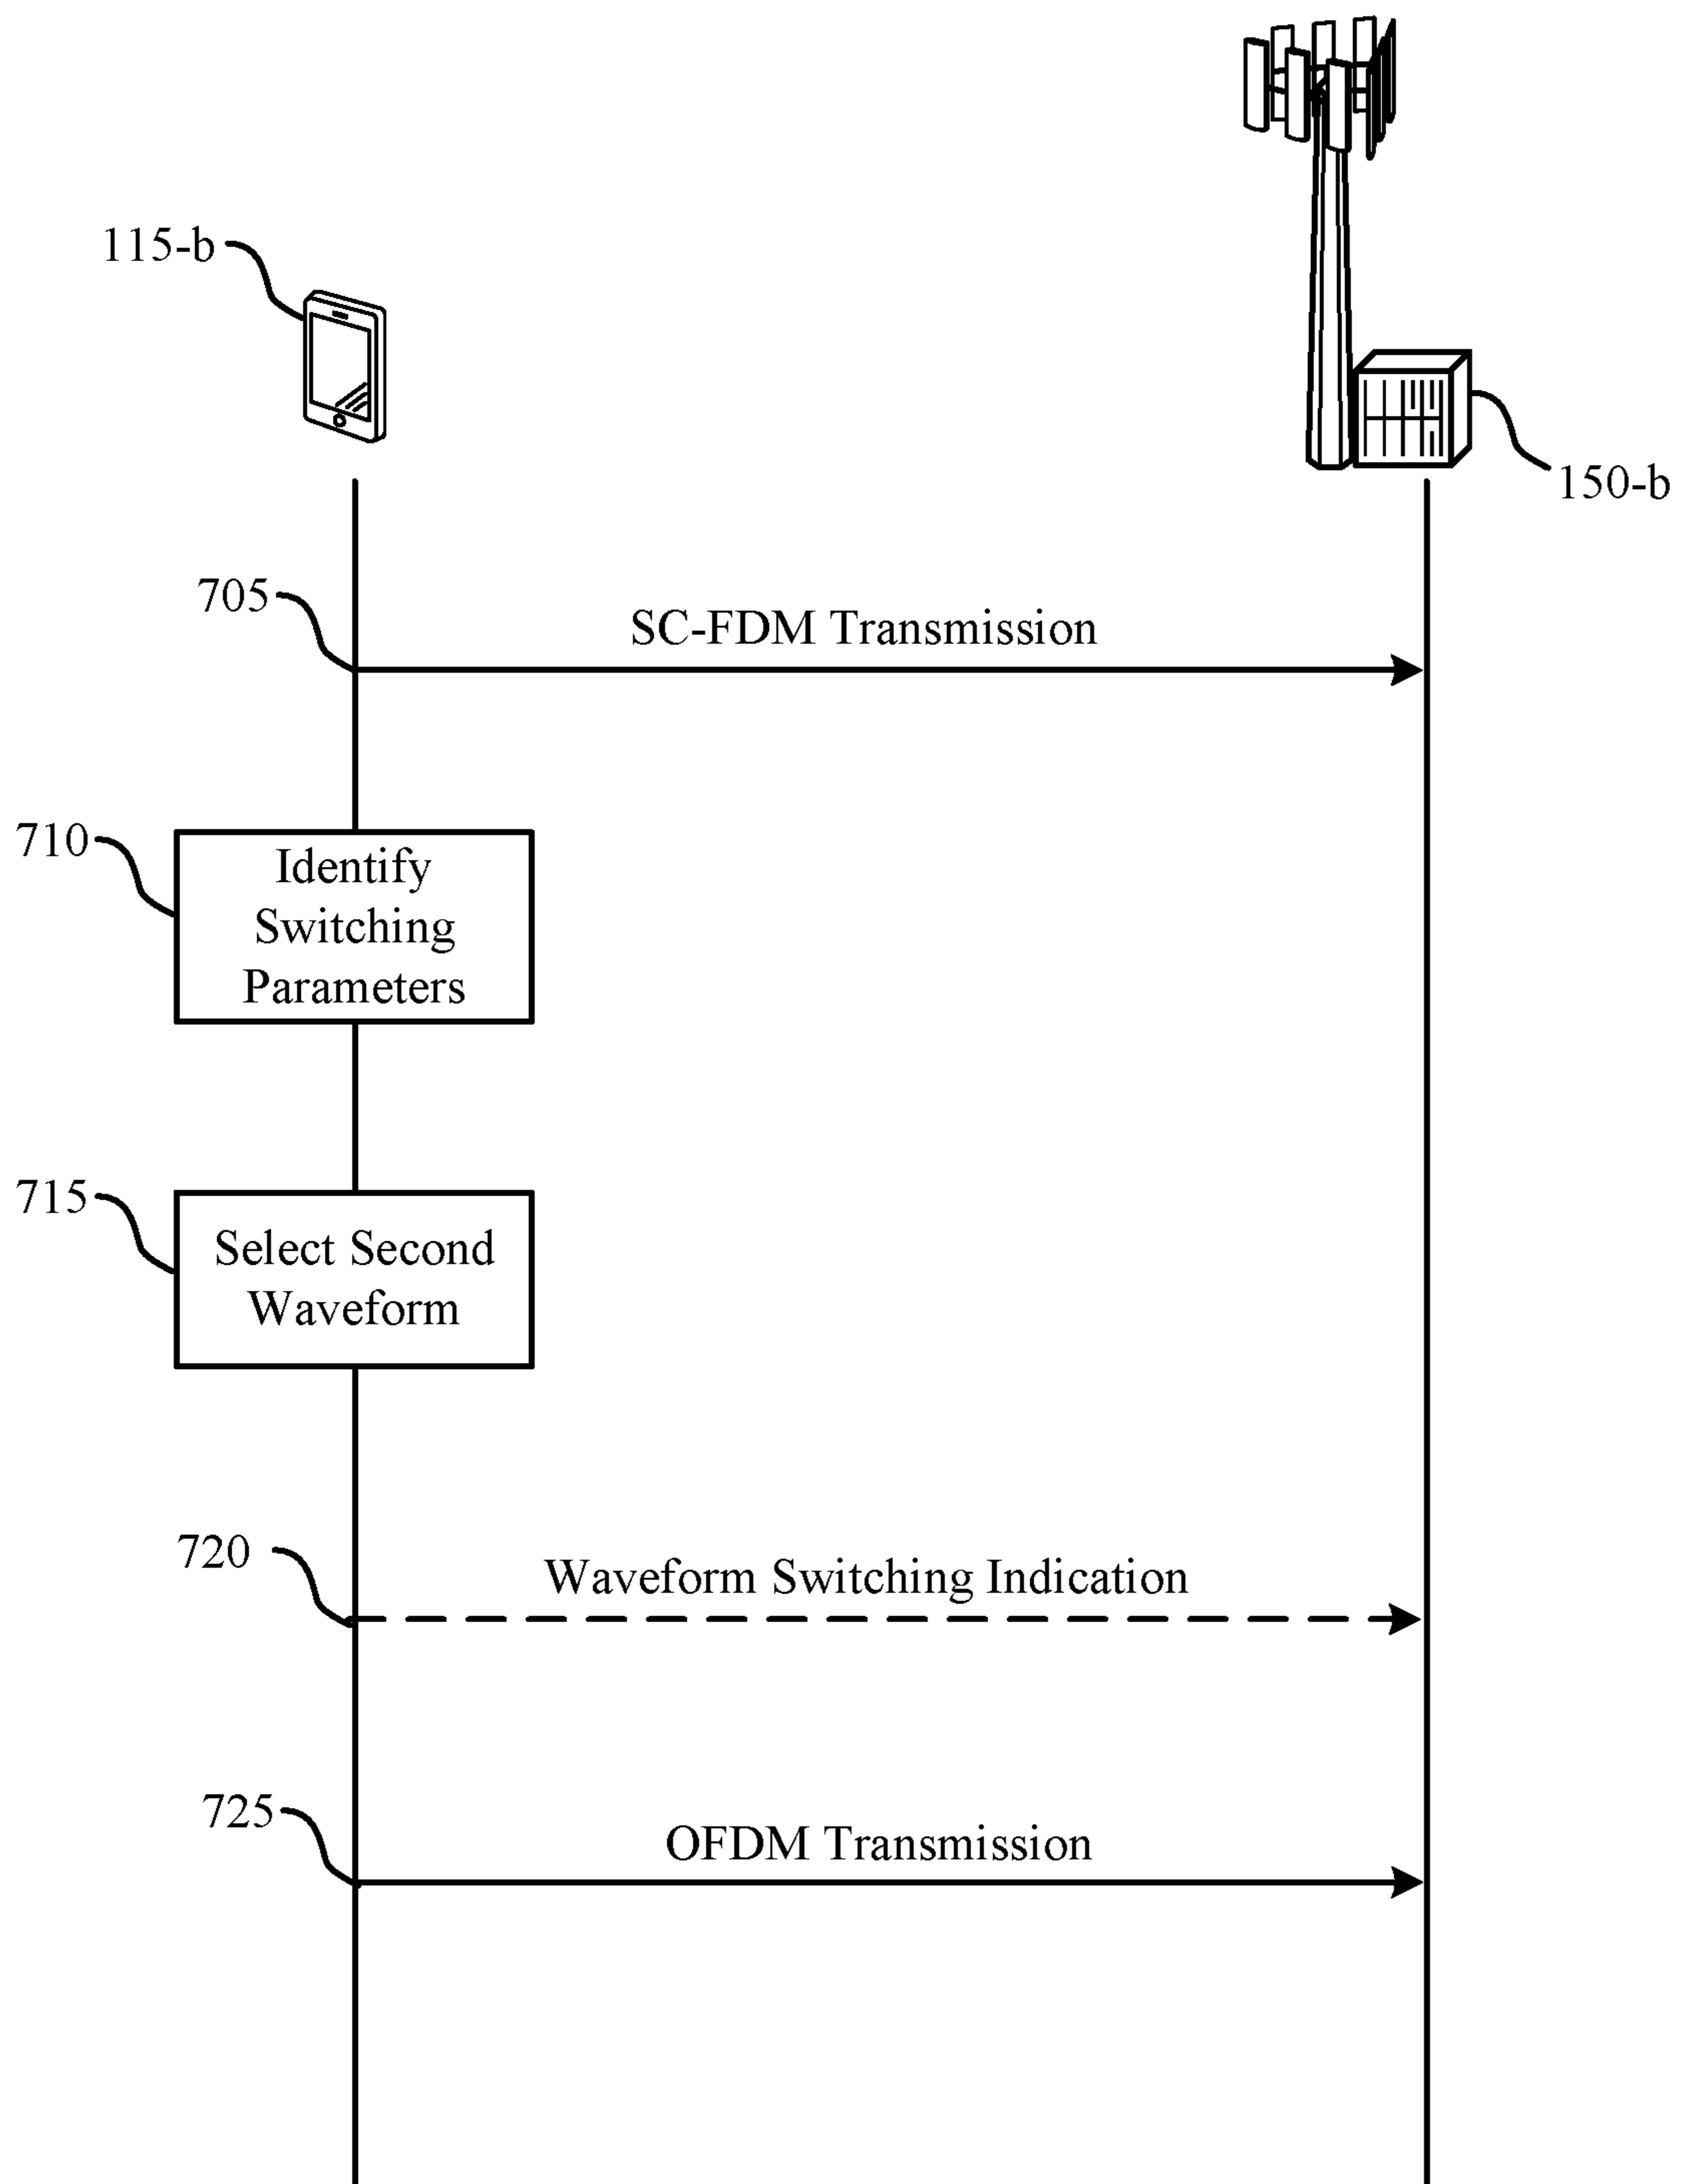 115-b
150-b
705
SC-FDM Transmission
710
Identify
Switching
Parameters
715
Select Second
Waveform
720
Waveform Switching Indication
725
OFDM Transmission